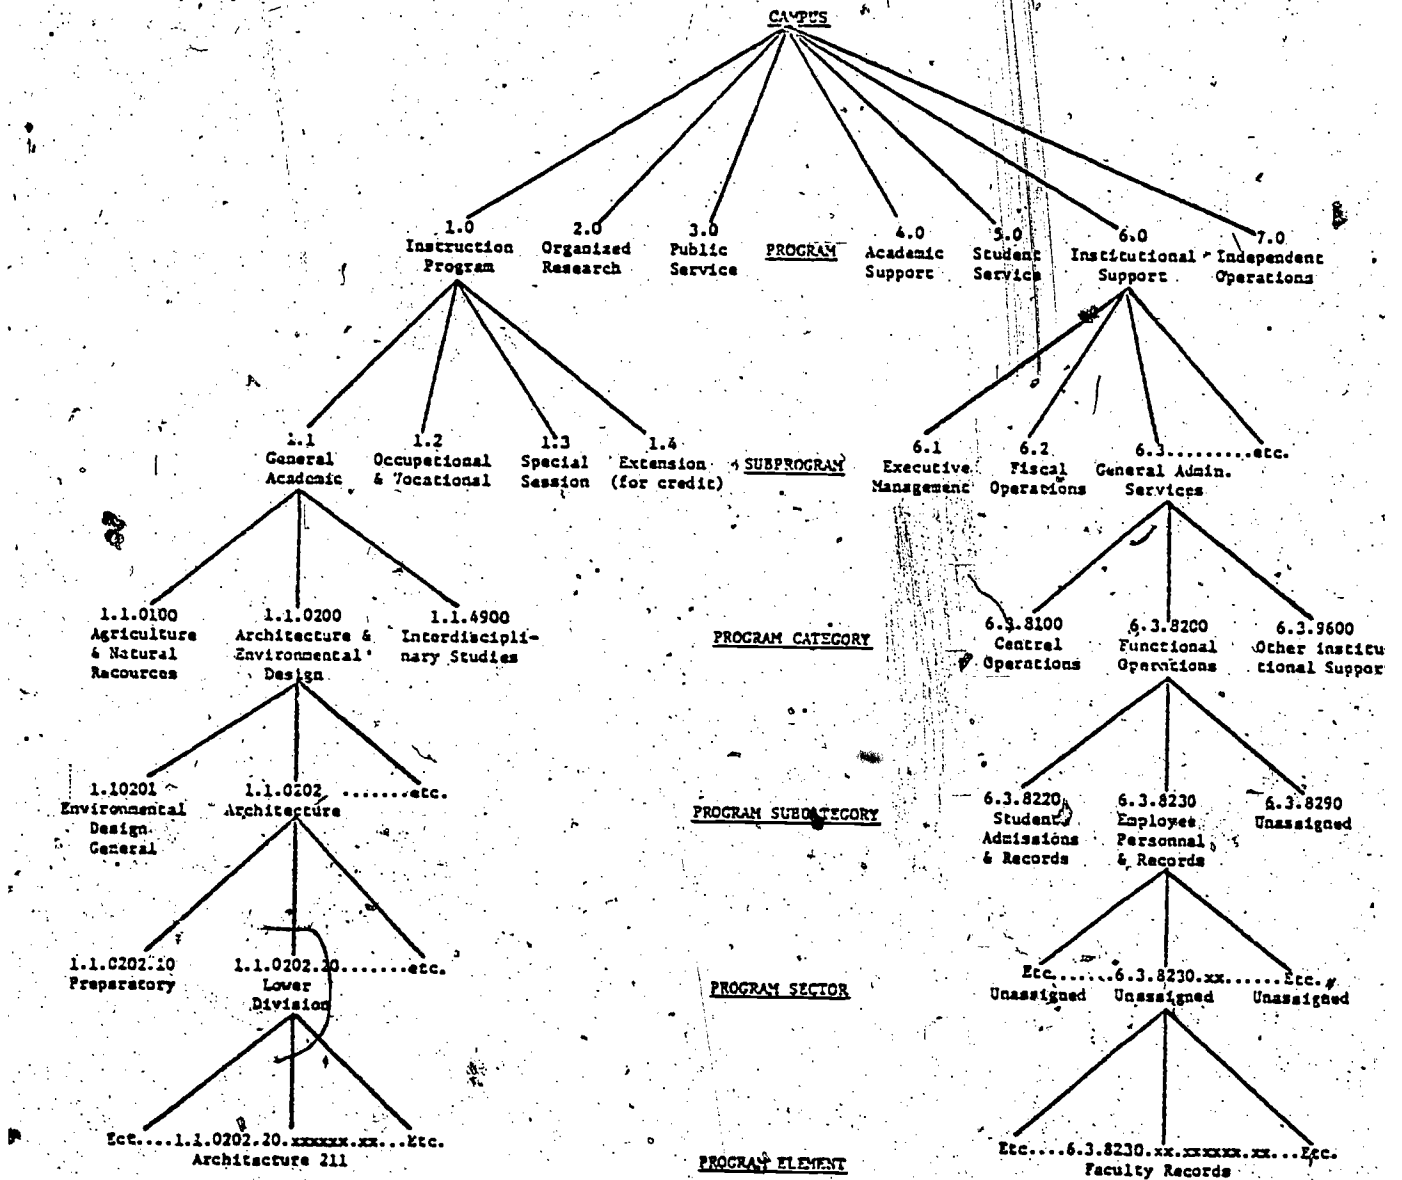 CAMPUS
1.0
Instruction
Program
2.0
Organized
Research
3.0
Public
Service
PROGRAM
4.0
Academic
Support
5.0
Student
Service
6.0
Institutional
Support
7.0
Independent
Operations
1.1
General
Academic
1.2
Occupational
& Vocational
1.3
Special
Session
1.4
Extension
(for credit)
SUBPROGRAM
6.1
Executive
Management
6.2
Fiscal
Operations
6.3.........etc.
General Admin.
Services
1.1.0100
Agriculture
& Natural
Recources
1.1.0200
Architecture &
Environmental
Design
1.1.4900
Interdiscipli-
nary Studies
PROGRAM CATEGORY
6.3.8100
Central
Operations
6.3.8200
Functional
Operations
6.3.9600
Other institu
tional Suppor
1.10201
Environmental
Design
General
1.1.0202 .......etc.
Architecture
PROGRAM SUBCATEGORY
6.3.8220
Student
Admissions
& Records
6.3.8230
Employee
Personnal
& Records
6.3.8290
Unassigned
1.1.0202.10
Preparatory
1.1.0202.20.......etc.
Lower
Division
PROGRAM SECTOR
Etc.......6.3.8230.xx......Etc.
Unassigned Unassigned Unassigned
Ect....1.1.0202.20.xxxxxx.xx...Etc.
Architecture 211
PROGRAM ELEMENT
Etc....6.3.8230.xx.xxxxxx.xx...Etc.
Faculty Records